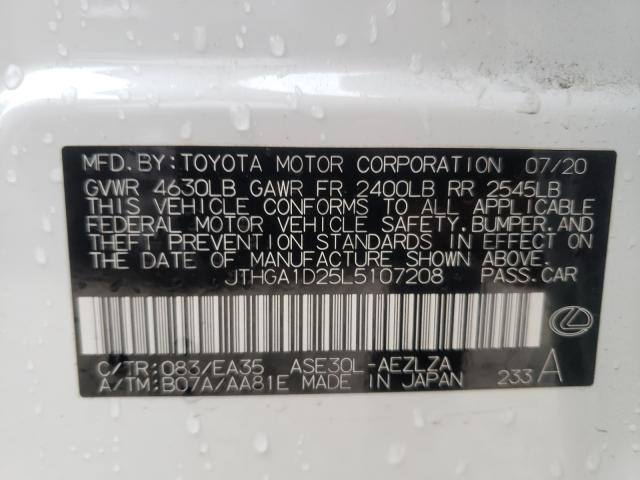 MFD.BY:TOYOTA MOTOR CORPORATION 07/20
GVWR 4630LB GAWR FR 2400LB RR 2545LB
THIS VEHICLE CONFORMS TO ALL APPLICABLE
FEDERAL MOTOR VEHICLE SAFETY,BUMPER,AND
THEFT PREVENTION STANDARDS IN EFFECT ON
THE DATE OF MANUFACTURE SHOWN ABOVE.
JTHGA1D25L5107208 PASS.CAR
C/TR:083/EA35 ASE30L-AEZLZA
A/TM:B07A/AA81E MADE IN JAPAN 233 A